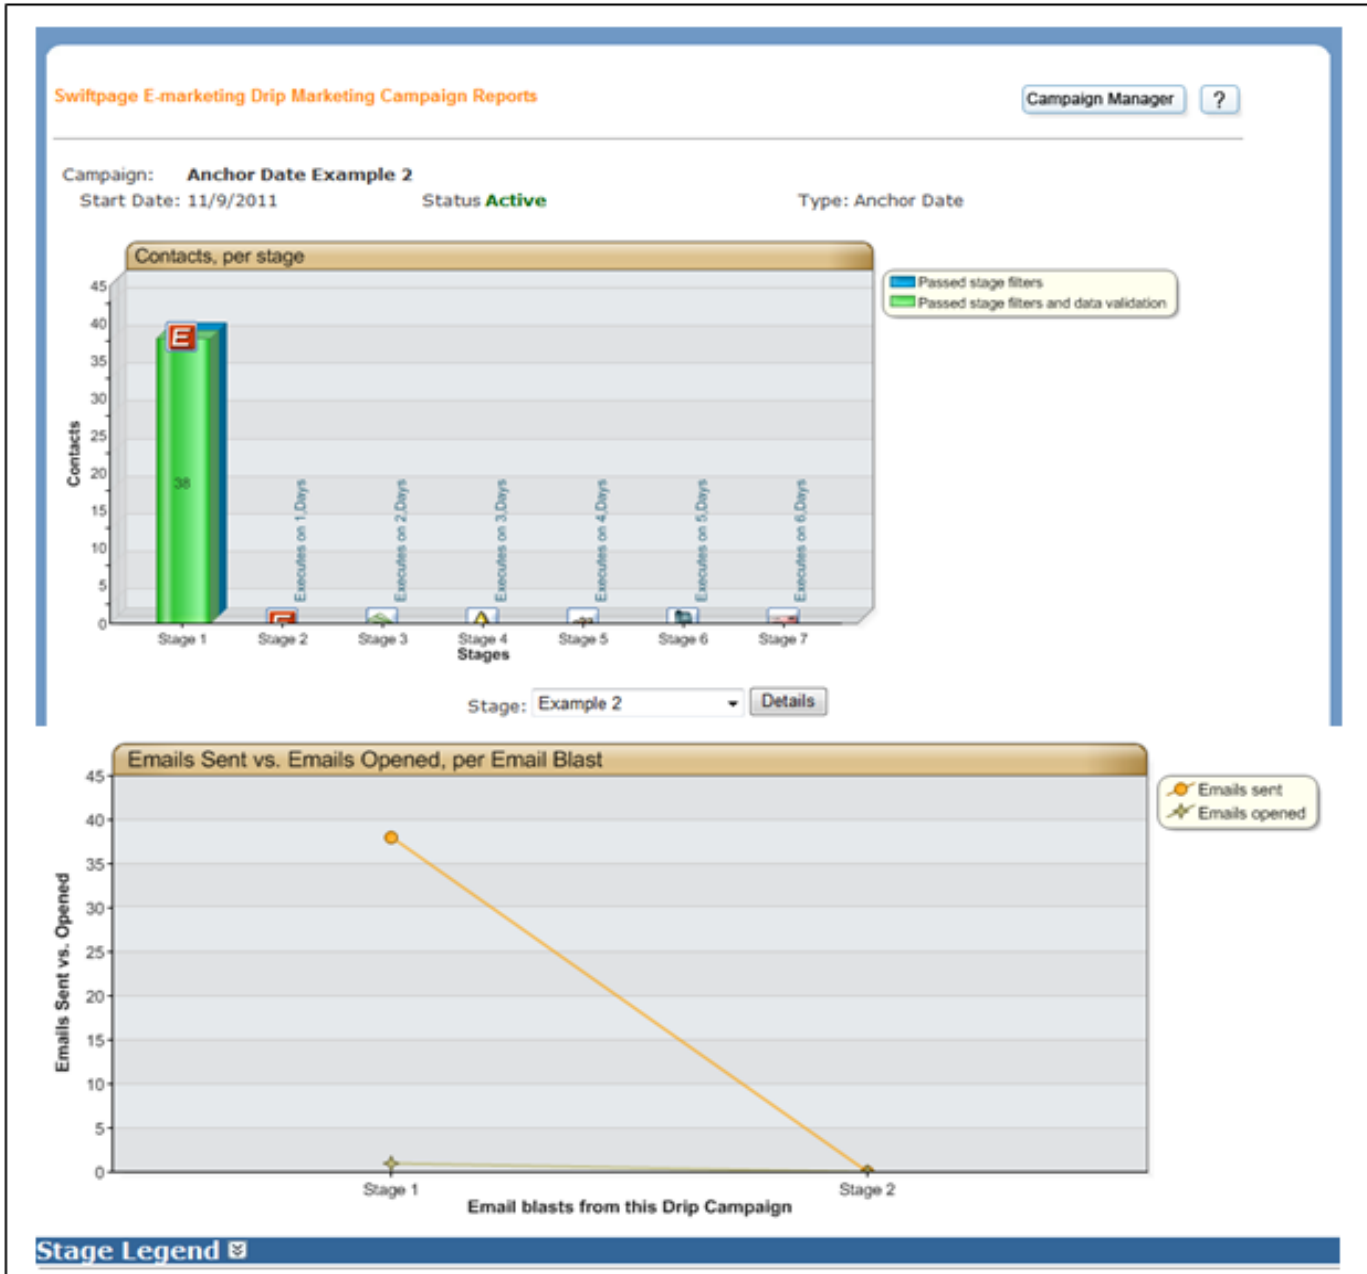 Swiftpage E-marketing Drip Marketing Campaign Reports
Campaign Manager ?
Campaign: Anchor Date Example 2
Start Date: 11/9/2011 Status Active Type: Anchor Date
Contacts, per stage
Passed stage filters
Passed stage filters and data validation
45
40
35
30
25
20
15
10
5
0
Contacts
E
38
Executes on 1,Days
Executes on 2,Days
Executes on 3,Days
Executes on 4,Days
Executes on 5,Days
Executes on 6,Days
Stage 1 Stage 2 Stage 3 Stage 4 Stage 5 Stage 6 Stage 7
Stages
Stage: Example 2 Details
Emails Sent vs. Emails Opened, per Email Blast
Emails sent
Emails opened
45
40
35
30
25
20
15
10
5
0
Emails Sent vs. Opened
Stage 1 Stage 2
Email blasts from this Drip Campaign
Stage Legend